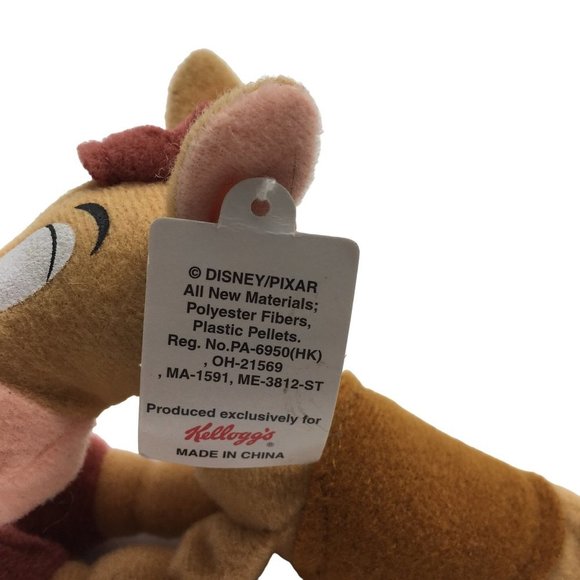 © DISNEY/PIXAR
All New Materials;
Polyester Fibers,
Plastic Pellets.
Reg. No.PA-6950(HK)
, OH-21569
, MA-1591, ME-3812-ST
Produced exclusively for
Kellogg's®
MADE IN CHINA